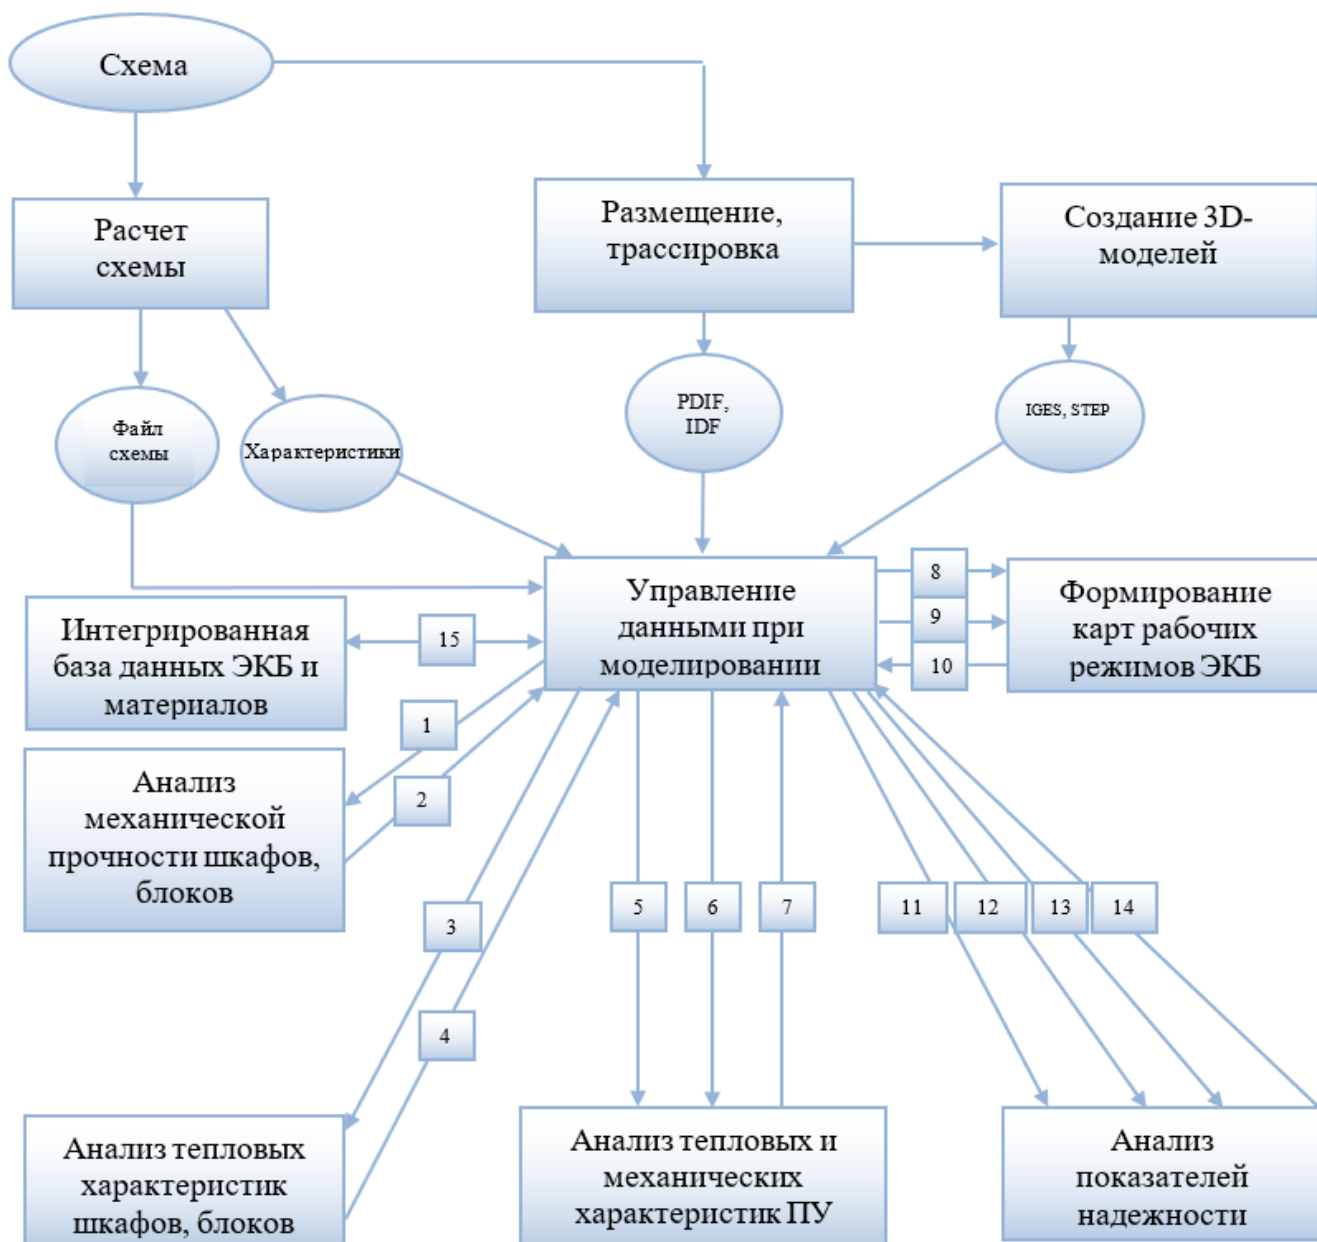 Схема
Расчет
схемы
Размещение,
трассировка
Создание 3D-
моделей
Файл
схемы
Характеристики
PDIF,
IDF
IGES, STEP
Управление
данными при
моделировании
8
9
10
Формирование
карт рабочих
режимов ЭКБ
Интегрированная
база данных ЭКБ и
материалов
15
1
2
Анализ
механической
прочности шкафов,
блоков
3
4
5
6
7
11
12
13
14
Анализ тепловых
характеристик
шкафов, блоков
Анализ тепловых и
механических
характеристик ПУ
Анализ
показателей
надежности